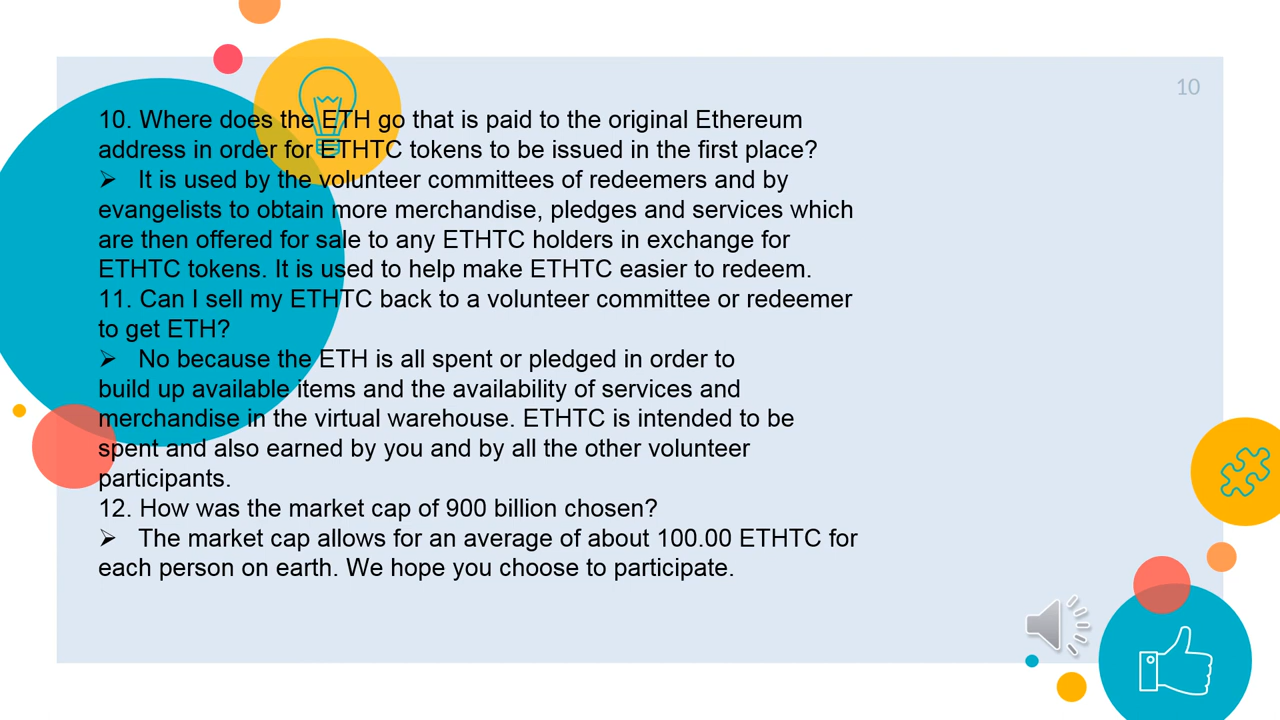 10
10. Where does the ETH go that is paid to the original Ethereum
address in order for ETHTC tokens to be issued in the first place?
➢ It is used by the volunteer committees of redeemers and by
evangelists to obtain more merchandise, pledges and services which
are then offered for sale to any ETHTC holders in exchange for
ETHTC tokens. It is used to help make ETHTC easier to redeem.
11. Can I sell my ETHTC back to a volunteer committee or redeemer
to get ETH?
➢ No because the ETH is all spent or pledged in order to
build up available items and the availability of services and
merchandise in the virtual warehouse. ETHTC is intended to be
spent and also earned by you and by all the other volunteer
participants.
12. How was the market cap of 900 billion chosen?
➢ The market cap allows for an average of about 100.00 ETHTC for
each person on earth. We hope you choose to participate.